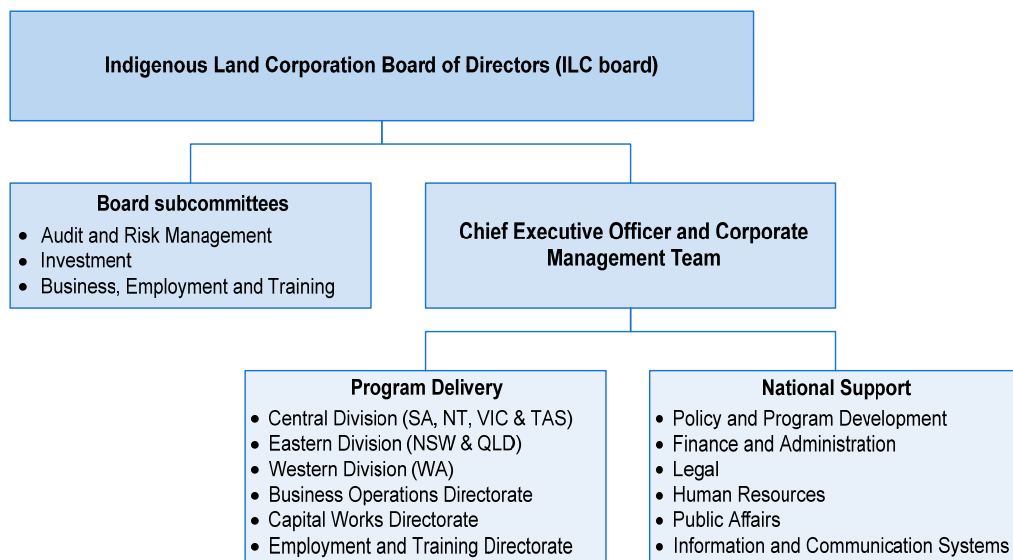 Indigenous Land Corporation Board of Directors (ILC board)
Board subcommittees
• Audit and Risk Management
• Investment
• Business, Employment and Training
Chief Executive Officer and Corporate
Management Team
Program Delivery
• Central Division (SA, NT, VIC & TAS)
• Eastern Division (NSW & QLD)
• Western Division (WA)
• Business Operations Directorate
• Capital Works Directorate
• Employment and Training Directorate
National Support
• Policy and Program Development
• Finance and Administration
• Legal
• Human Resources
• Public Affairs
• Information and Communication Systems